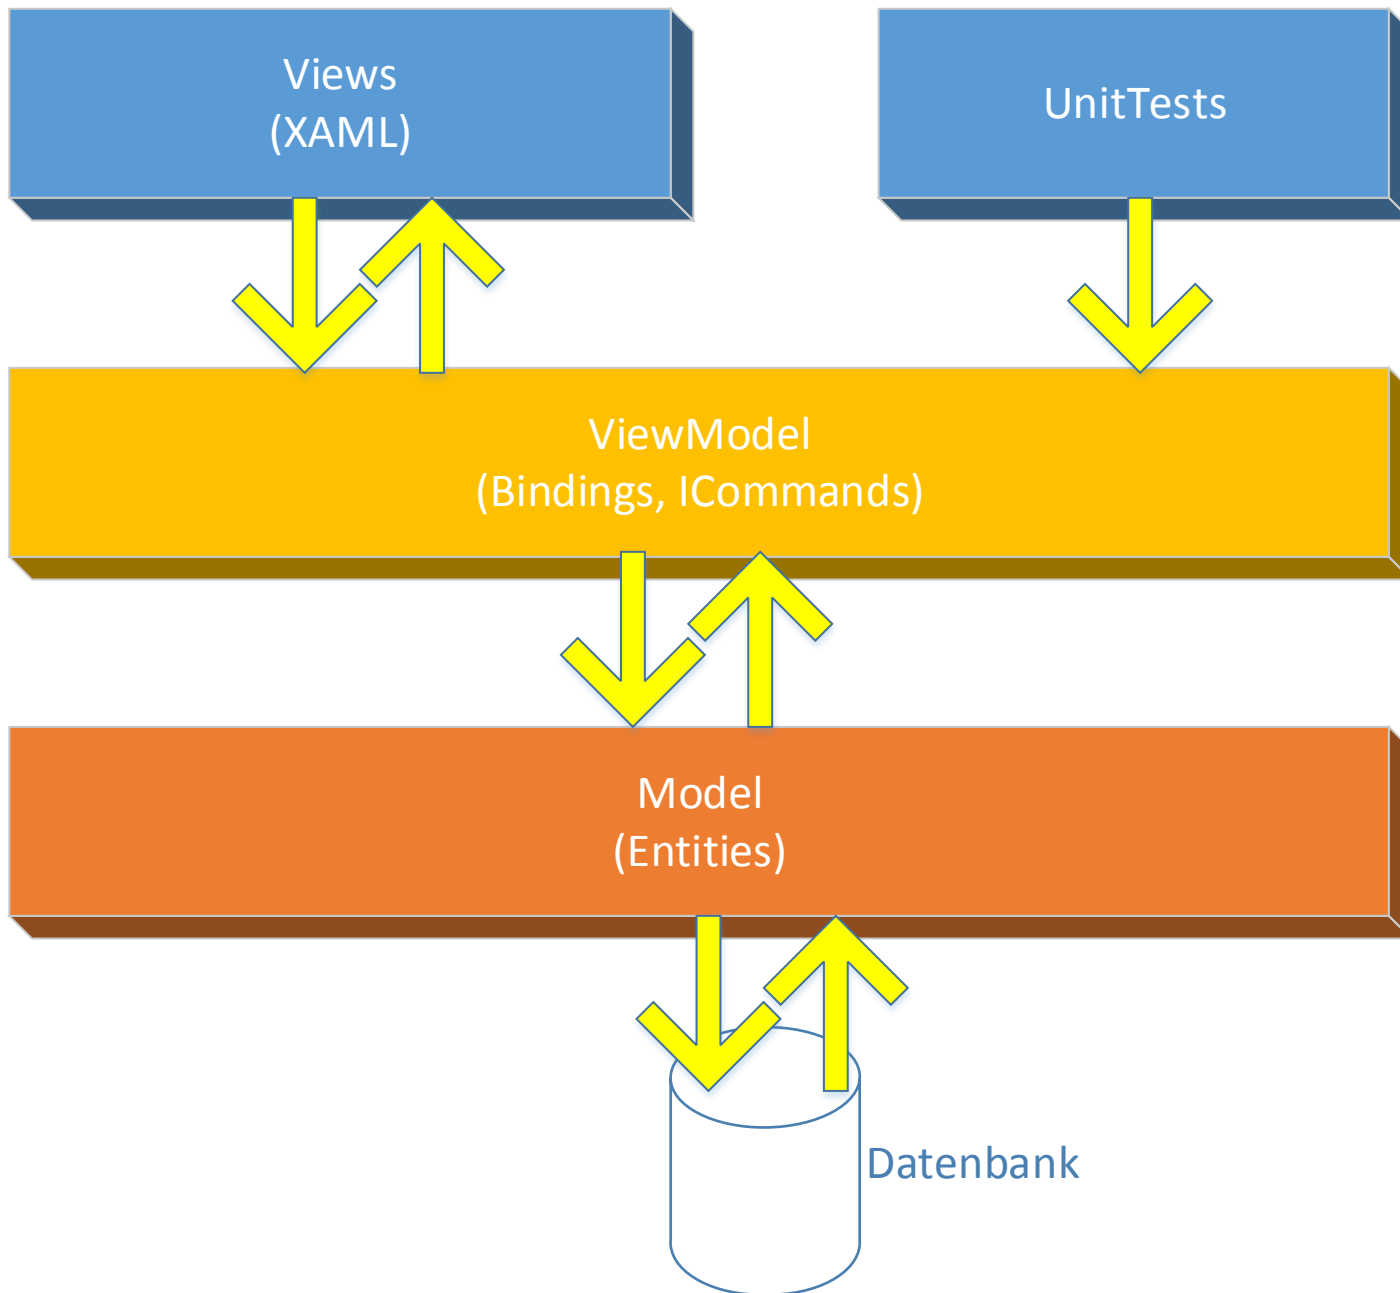 Views
(XAML)
UnitTests
ViewModel
(Bindings, ICommands)
Model
(Entities)
Datenbank